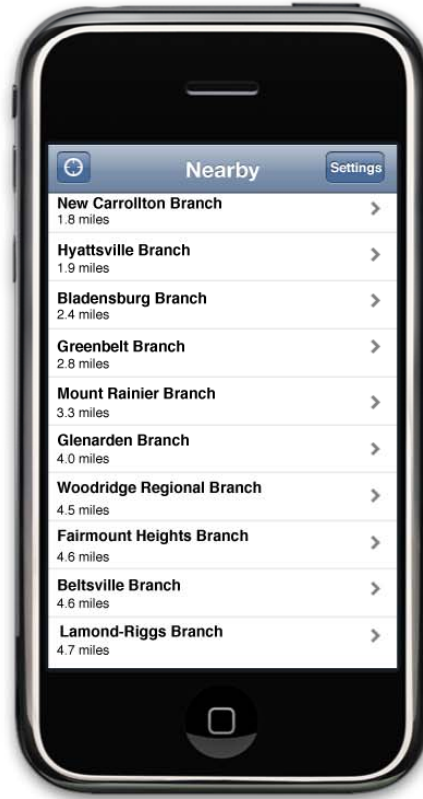 Nearby
Settings
New Carrollton Branch
1.8 miles
Hyattsville Branch
1.9 miles
Bladensburg Branch
2.4 miles
Greenbelt Branch
2.8 miles
Mount Rainier Branch
3.3 miles
Glenarden Branch
4.0 miles
Woodridge Regional Branch
4.5 miles
Fairmount Heights Branch
4.6 miles
Beltsville Branch
4.6 miles
Lamond-Riggs Branch
4.7 miles